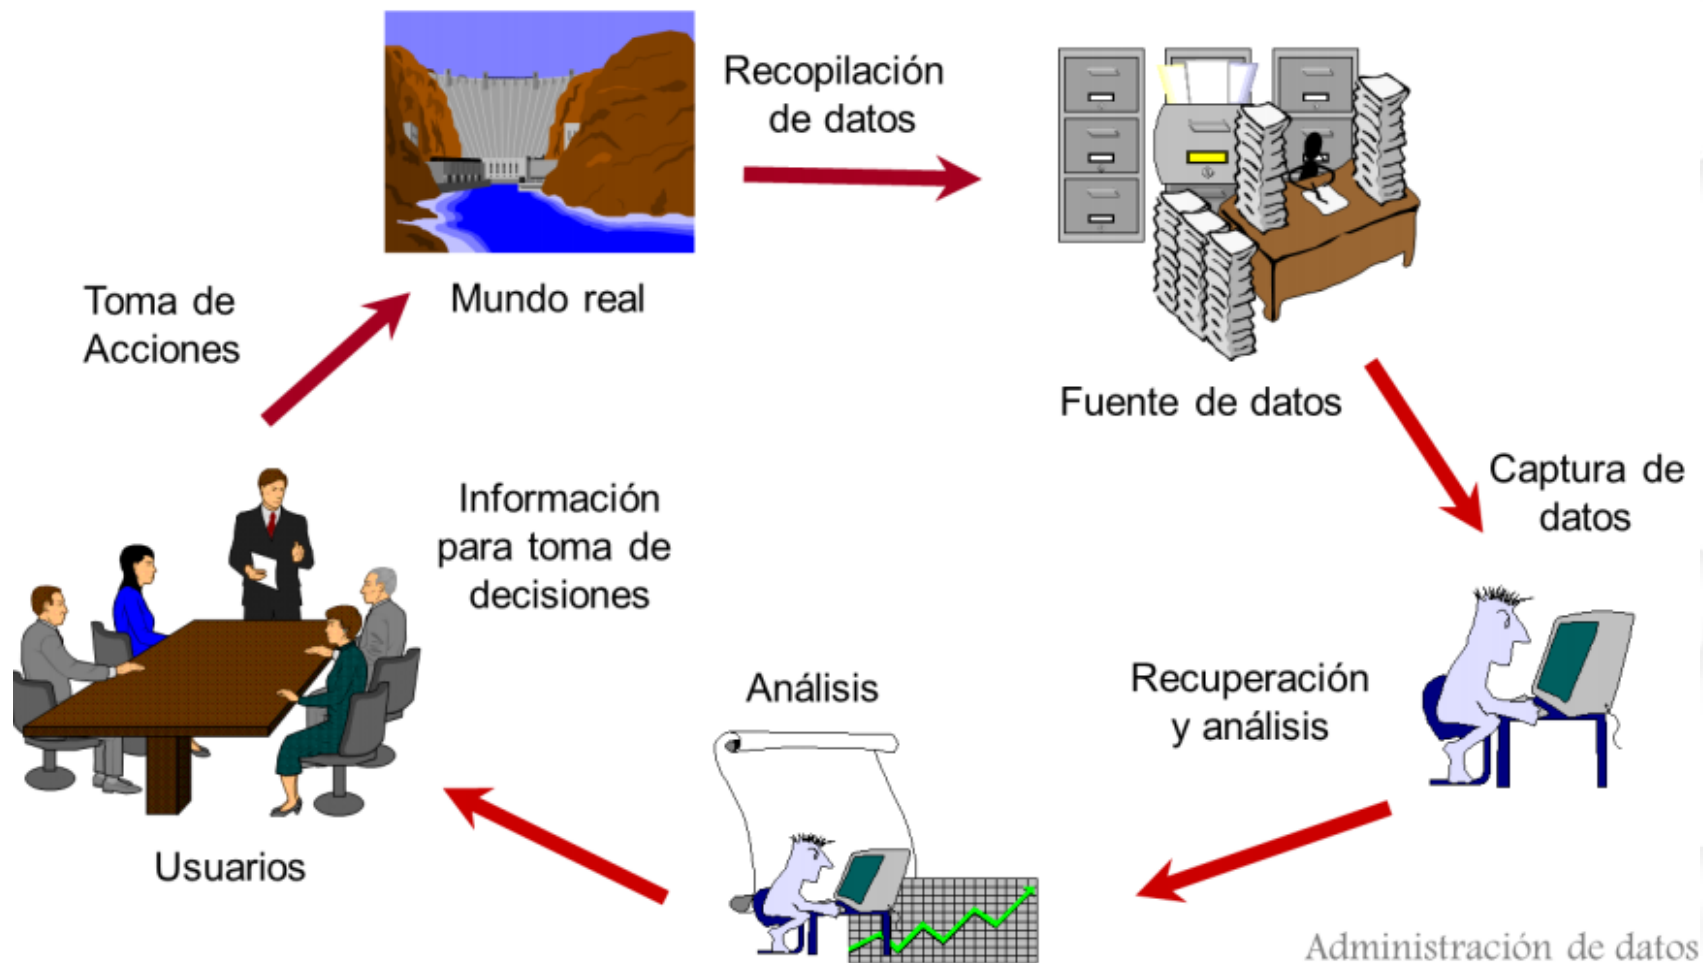 Recopilación
de datos
Mundo real
Toma de
Acciones
Fuente de datos
Captura de
datos
Información
para toma de
decisiones
Recuperación
y análisis
Análisis
Usuarios
Administración de datos